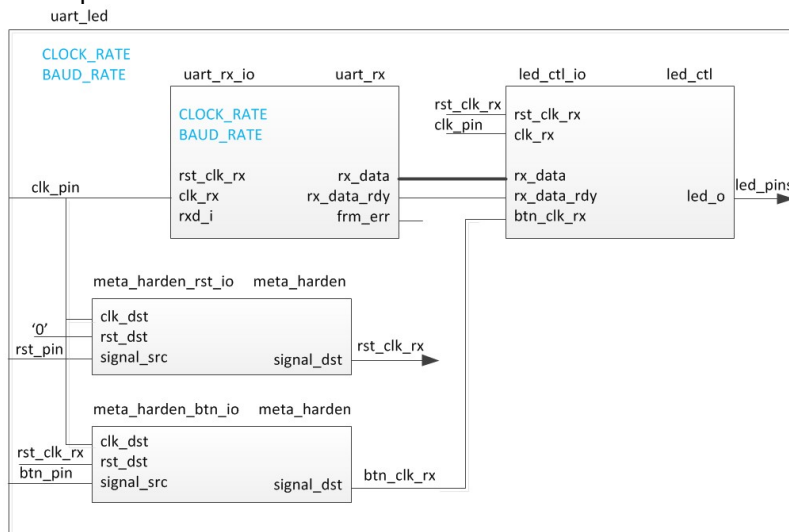 uart_led
CLOCK_RATE
BAUD_RATE
uart_rx_io uart_rx
CLOCK_RATE
BAUD_RATE
rst_clk_rx
clk_rx
rxd_i
rx_data
rx_data_rdy
frm_err
led_ctl_io led_ctl
rst_clk_rx
clk_pin
rst_clk_rx
clk_rx
rx_data
rx_data_rdy
btn_clk_rx
led_o
led_pins
clk_pin
meta_harden_rst_io meta_harden
clk_dst
rst_dst
signal_src
signal_dst
‘0’
rst_pin
rst_clk_rx
meta_harden_btn_io meta_harden
clk_dst
rst_dst
signal_src
signal_dst
rst_clk_rx
btn_pin
btn_clk_rx